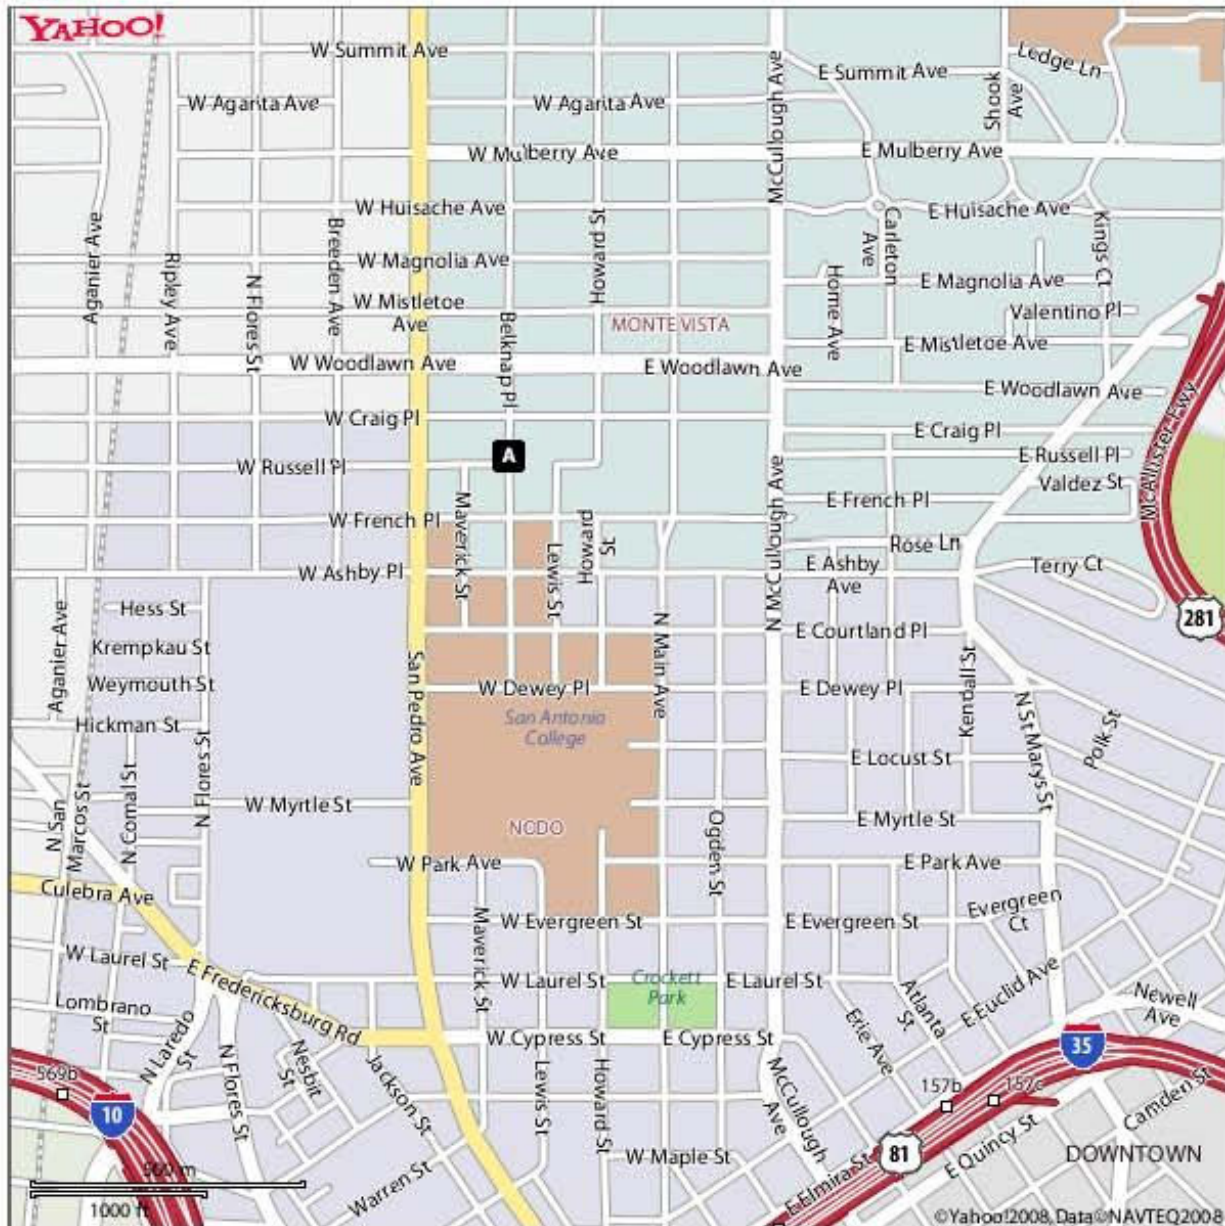 YAHOO!
W Summit Ave
E Summit Ave
Ledge Ln
Shook
Ave
McCullough Ave
W Agarita Ave
W Agarita Ave
W Mulberry Ave
E Mulberry Ave
W Huisache Ave
E Huisache Ave
Aganier Ave
Ripley Ave
N Flores St
Breeden Ave
Howard St
Carleton
Ave
Kings Ct
W Magnolia Ave
E Magnolia Ave
Home Ave
W Mistletoe
Ave
Belknap Pl
MONTE VISTA
Valentino Pl
E Mistletoe Ave
W Woodlawn Ave
E Woodlawn Ave
E Woodlawn Ave
McAllister Fwy
W Craig Pl
E Craig Pl
A
W Russell Pl
E Russell Pl
Valdez St
Maverick St
N McCullough Ave
E French Pl
W French Pl
Howard
St
Lewis St
Rose Ln
W Ashby Pl
E Ashby
Ave
Terry Ct
281
Hess St
Aganier Ave
N Main Ave
E Courtland Pl
Krempkau St
Weymouth St
San Pedro Ave
W Dewey Pl
E Dewey Pl
Kendall St
N St Marys St
Polk St
Hickman St
N Flores St
San Antonia
College
E Locust St
N San
Marcos St
N Comal St
W Myrtle St
E Myrtle St
NODO
Ogden St
W Park Ave
E Park Ave
Culebra Ave
Maverick St
W Evergreen St
E Evergreen St
Evergreen
Ct
W Laurel St
E Fredericksburg Rd
W Laurel St
Crockett
Park
E Laurel St
Atlanta
St
E Euclid Ave
Newell
Ave
Lombrano
St
Erie Ave
W Cypress St
E Cypress St
35
N Laredo
St
N Flores St
Nesbit
St
Jackson St
Lewis St
Howard St
McCullough
Ave
569b
10
157b
157c
Camden St
81
E Quincy St
W Maple St
DOWNTOWN
500 m
1000 ft
Warren St
E Elmira St
©Yahoo!2008, Data©NAVTEQ2008